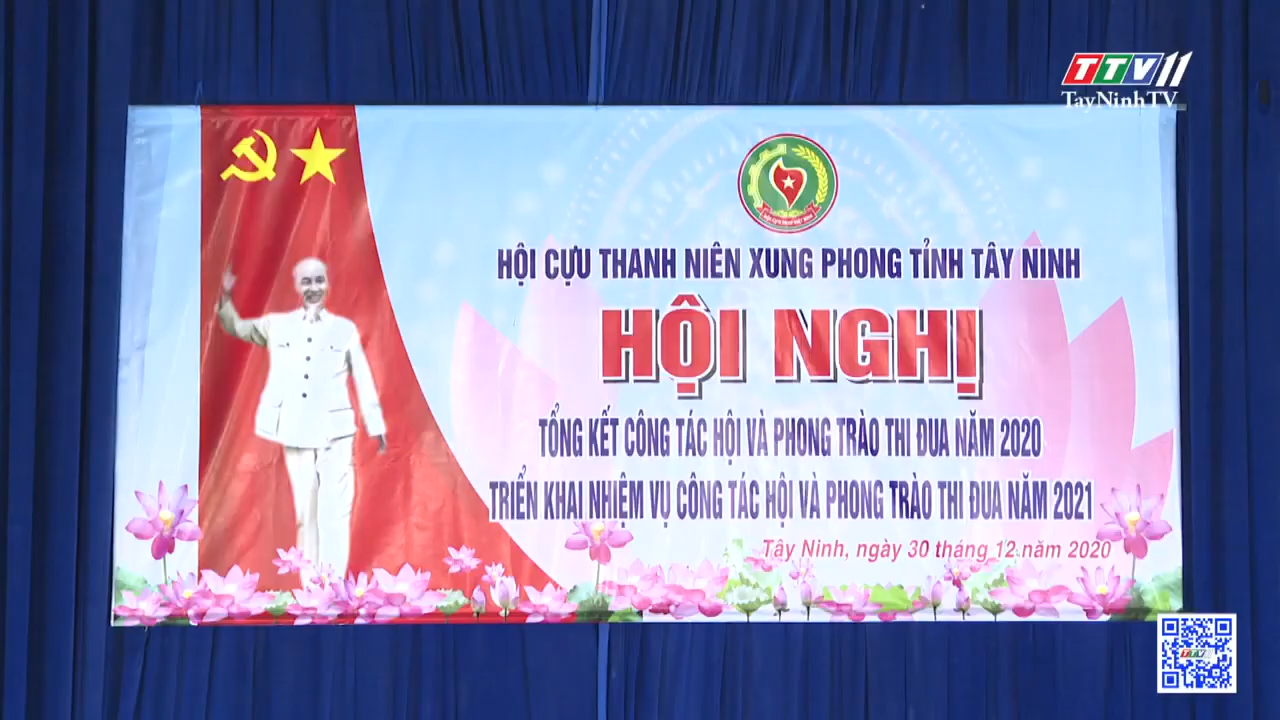 TTV11
TayNinhTV
HỘI CỰU THANH NIÊN XUNG PHONG TỈNH TÂY NINH
HỘI NGHỊ
TỔNG KẾT CÔNG TÁC HỘI VÀ PHONG TRÀO THI ĐUA NĂM 2020
TRIỂN KHAI NHIỆM VỤ CÔNG TÁC HỘI VÀ PHONG TRÀO THI ĐUA NĂM 2021
Tây Ninh, ngày 30 tháng 12 năm 2020
TTV11